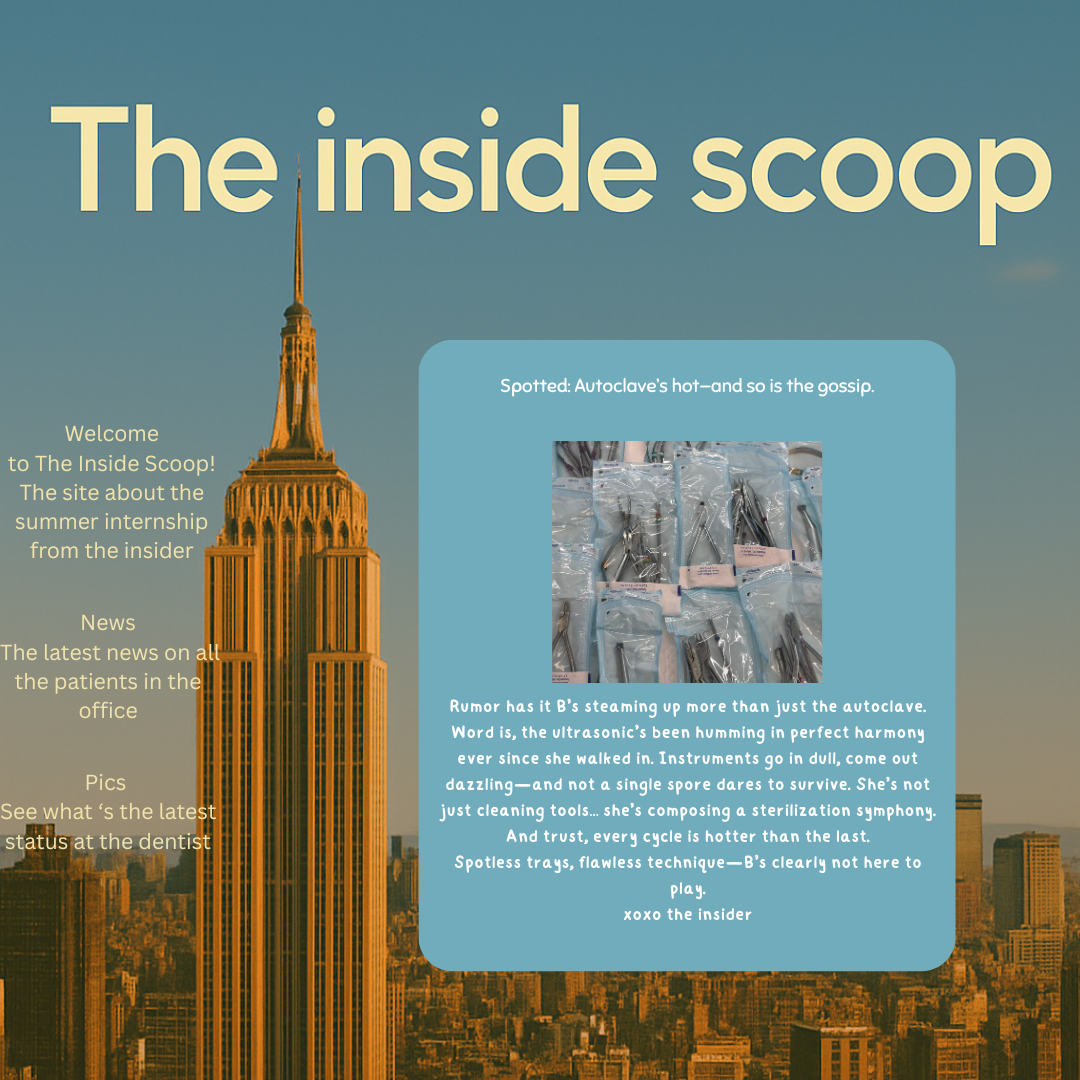 The inside scoop
Welcome
to The Inside Scoop!
The site about the
summer internship
from the insider
News
The latest news on all
the patients in the
office
Pics
See what ‘s the latest
status at the dentist
Spotted: Autoclave’s hot—and so is the gossip.
Rumor has it B’s steaming up more than just the autoclave.
Word is, the ultrasonic’s been humming in perfect harmony
ever since she walked in. Instruments go in dull, come out
dazzling—and not a single spore dares to survive. She’s not
just cleaning tools… she’s composing a sterilization symphony.
And trust, every cycle is hotter than the last.
Spotless trays, flawless technique—B’s clearly not here to
play.
xoxo the insider